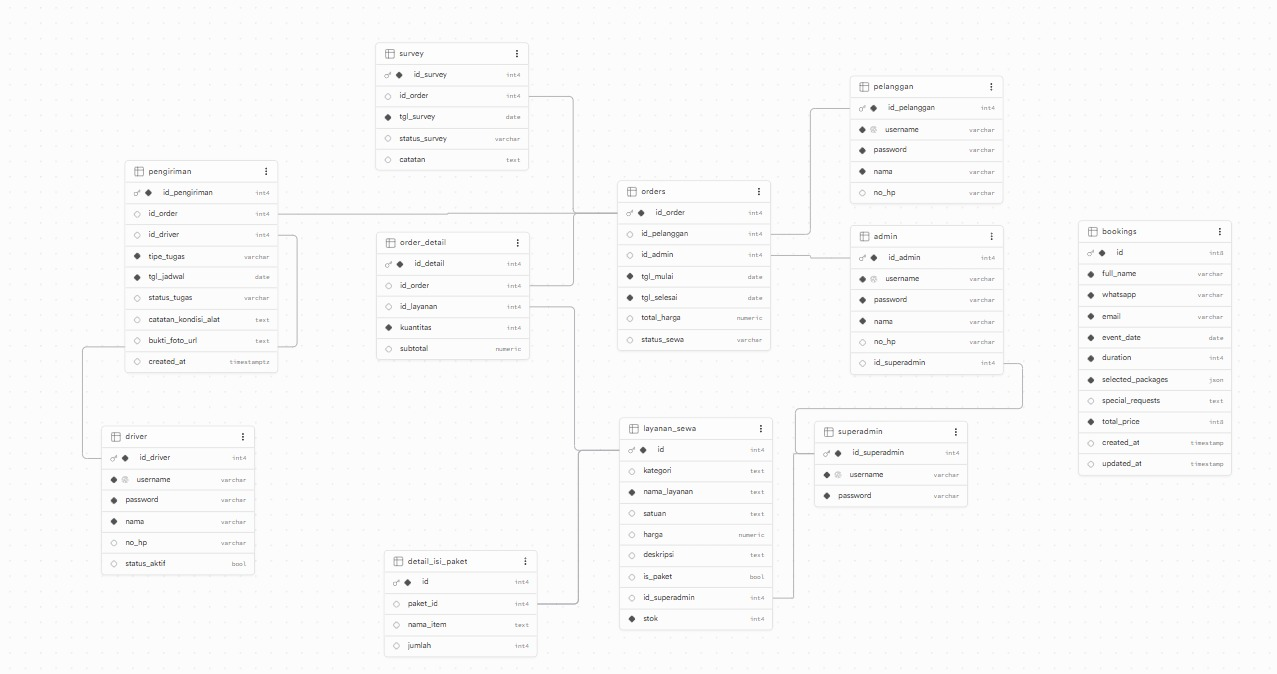 survey
id_survey int4
id_order int4
tgl_survey date
status_survey varchar
catatan text
pengiriman
id_pengiriman int4
id_order int4
id_driver int4
tipe_tugas varchar
tgl_jadwal date
status_tugas varchar
catatan_kondisi_alat text
bukti_foto_url text
created_at timestamptz
order_detail
id_detail int4
id_order int4
id_layanan int4
kuantitas int4
subtotal numeric
orders
id_order int4
id_pelanggan int4
id_admin int4
tgl_mulai date
tgl_selesai date
total_harga numeric
status_sewa varchar
pelanggan
id_pelanggan int4
username varchar
password varchar
nama varchar
no_hp varchar
admin
id_admin int4
username varchar
password varchar
nama varchar
no_hp varchar
id_superadmin int4
bookings
id int8
full_name varchar
whatsapp varchar
email varchar
event_date date
duration int4
selected_packages json
special_requests text
total_price int8
created_at timestamp
updated_at timestamp
driver
id_driver int4
username varchar
password varchar
nama varchar
no_hp varchar
status_aktif bool
detail_isi_paket
id int4
paket_id int4
nama_item text
jumlah int4
layanan_sewa
id int4
kategori text
nama_layanan text
satuan text
harga numeric
deskripsi text
is_paket bool
id_superadmin int4
stok int4
superadmin
id_superadmin int4
username varchar
password varchar